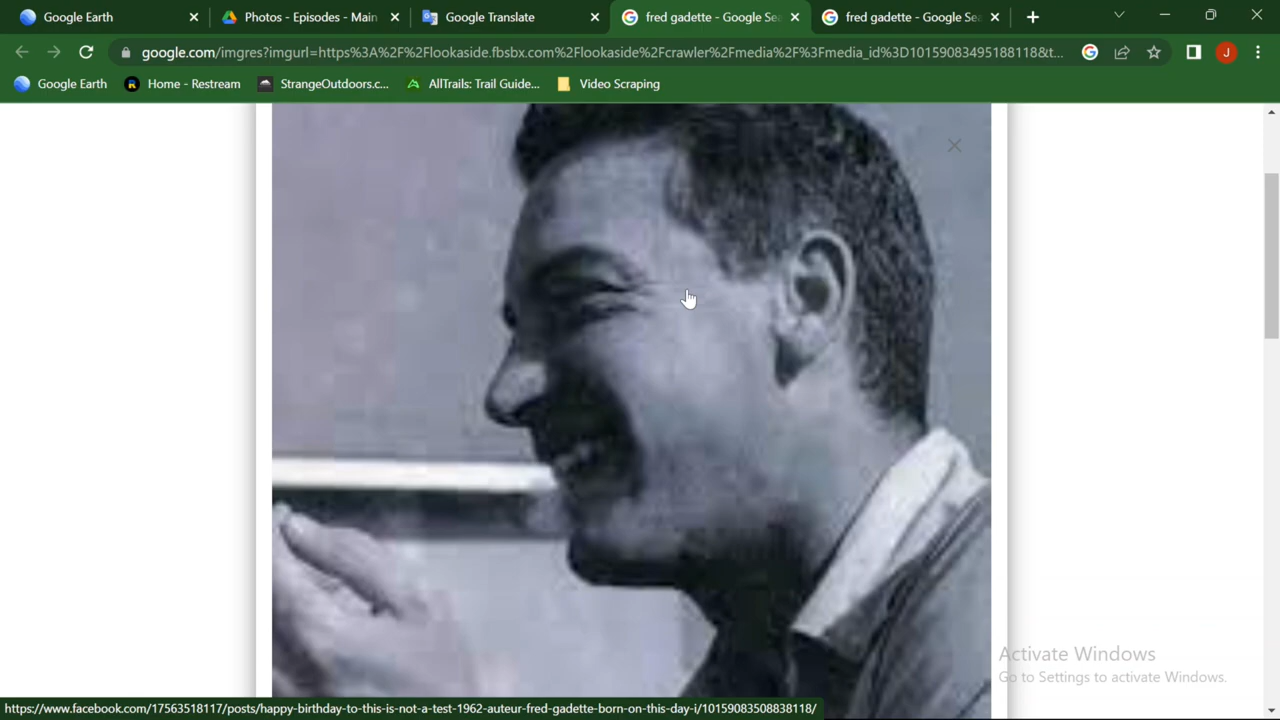 Google Earth
Photos - Episodes - Main
Google Translate
fred gadette - Google Sea
fred gadette - Google Sea
google.com/imgres?imgurl=https%3A%2F%2Flookaside.fbsbx.com%2Flookaside%2Fcrawler%2Fmedia%2F%3Fmedia_id%3D10159083495188118&t...
J
Google Earth
Home - Restream
StrangeOutdoors.c...
AllTrails: Trail Guide...
Video Scraping
Activate Windows
Go to Settings to activate Windows.
https://www.facebook.com/17563518117/posts/happy-birthday-to-this-is-not-a-test-1962-auteur-fred-gadette-born-on-this-day-i/10159083508838118/